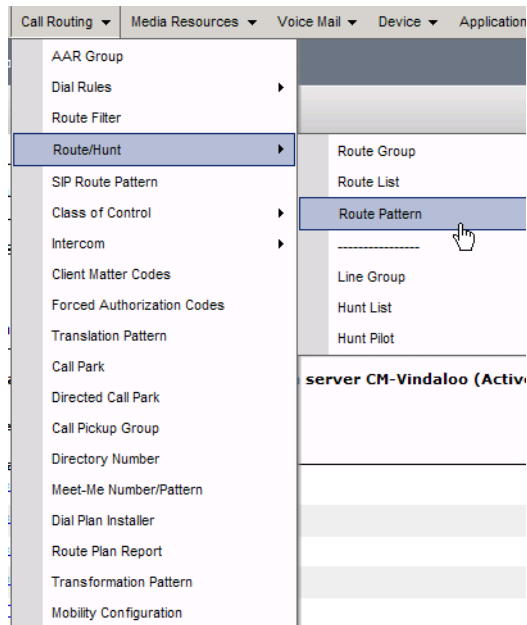 Call Routing Media Resources Voice Mail Device Application
AAR Group
Dial Rules
Route Filter
Route/Hunt
SIP Route Pattern
Class of Control
Intercom
Client Matter Codes
Forced Authorization Codes
Translation Pattern
Call Park
Directed Call Park
Call Pickup Group
Directory Number
Meet-Me Number/Pattern
Dial Plan Installer
Route Plan Report
Transformation Pattern
Mobility Configuration
Route Group
Route List
Route Pattern
----------------
Line Group
Hunt List
Hunt Pilot
server CM-Vindaloo (Active